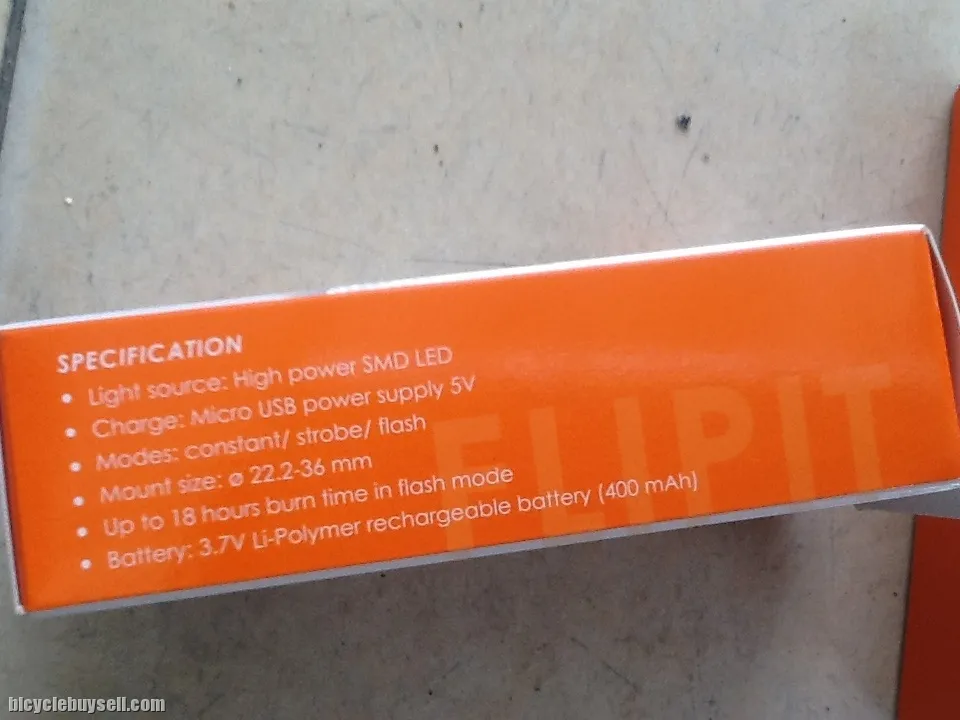 SPECIFICATION
• Light source: High power SMD LED
• Charge: Micro USB power supply 5V
• Modes: constant/ strobe/ flash
• Mount size: ø 22.2-36 mm
• Up to 18 hours burn time in flash mode
• Battery: 3.7V Li-Polymer rechargeable battery (400 mAh)
FLIPIT
bicyclebuysell.com